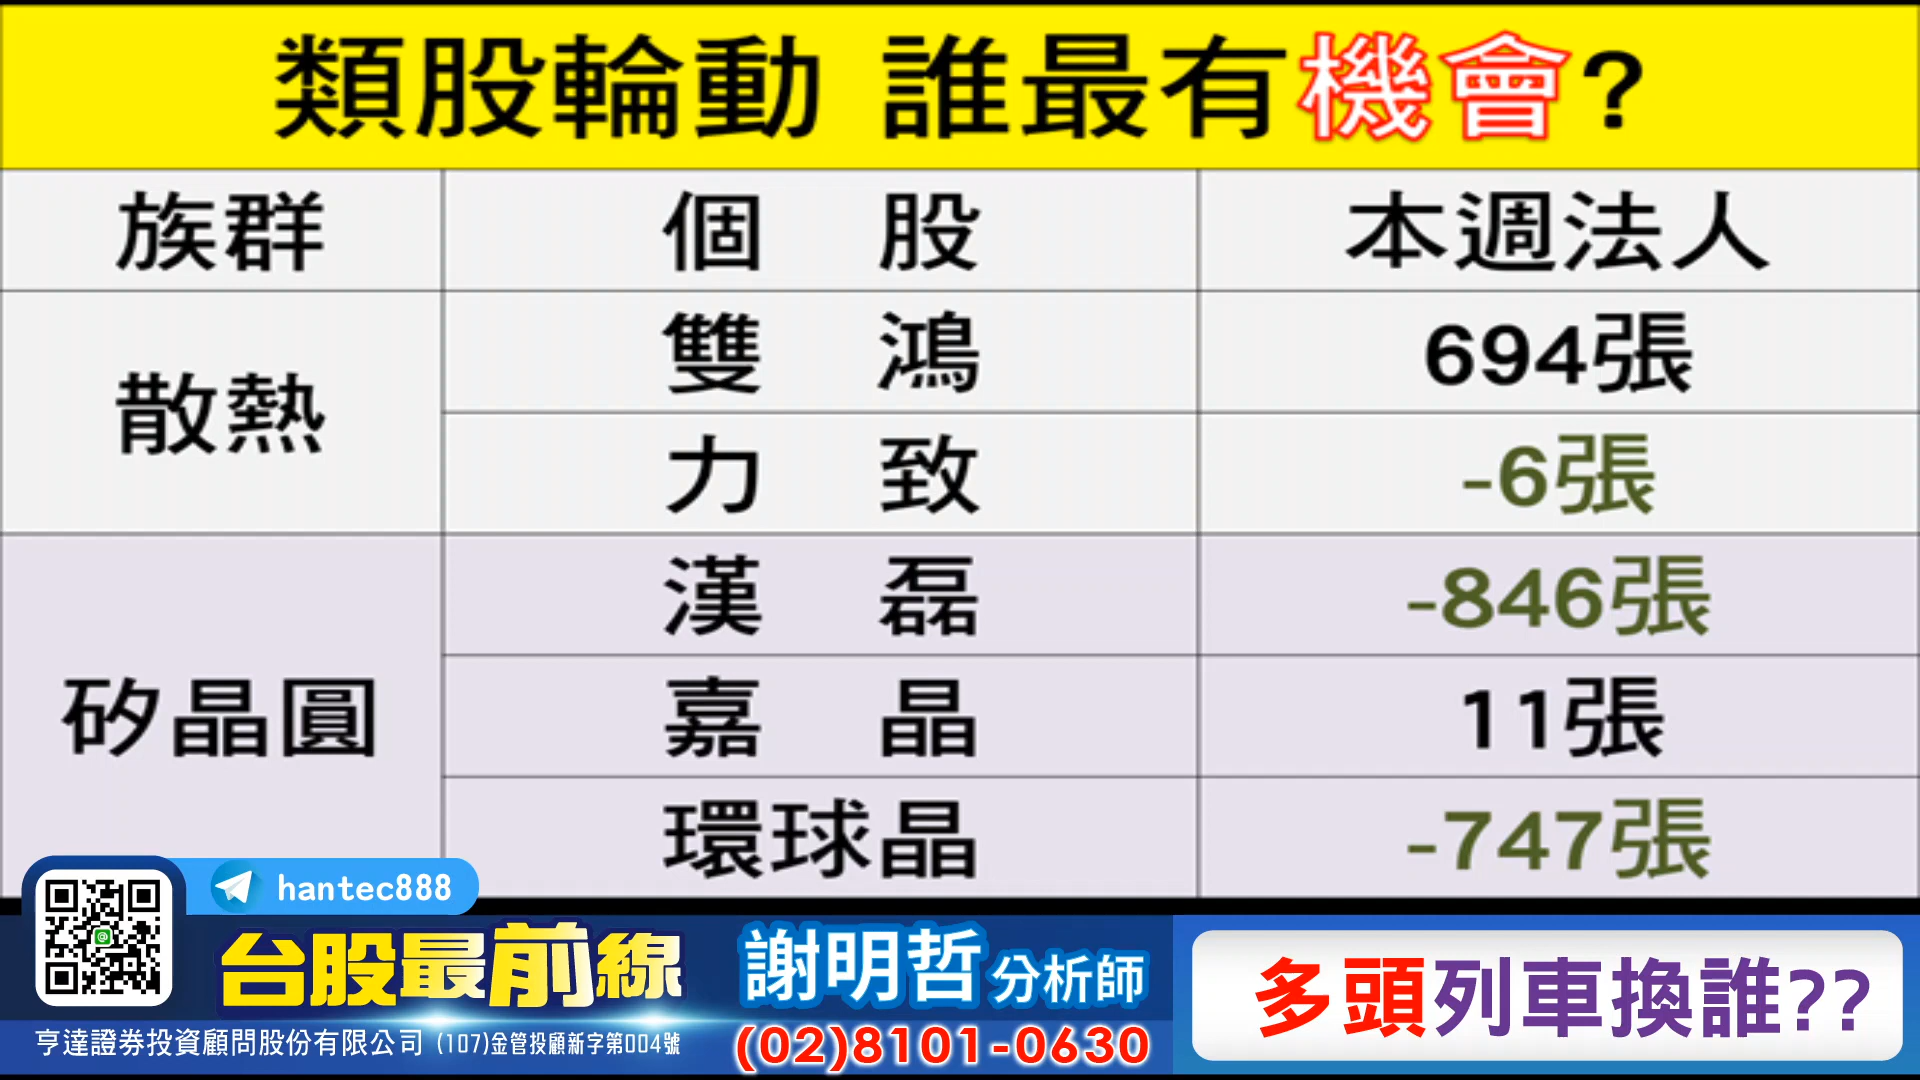 類股輪動 誰最有機會?
族群 個股 本週法人
散熱 雙鴻 694張
力致 -6張
矽晶圓 漢磊 -846張
嘉晶 11張
環球晶 -747張
hantec888
台股最前線
謝明哲分析師
亨達證券投資顧問股份有限公司 (107)金管投顧新字第004號
(02)8101-0630
多頭列車換誰??